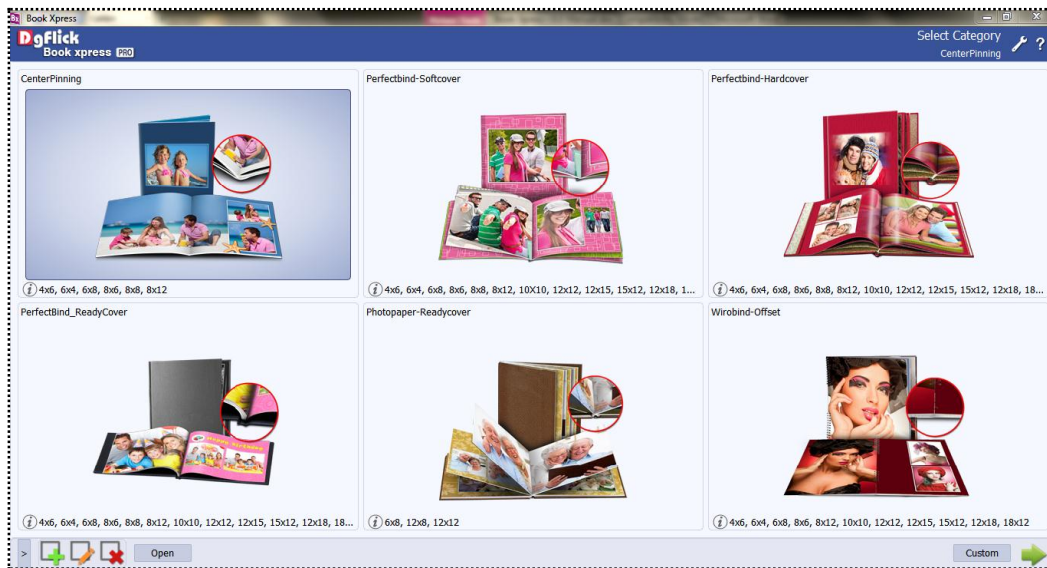 Book Xpress
DgFlick
Book xpress PRO
Select Category
CenterPinning
?
CenterPinning
Perfectbind-Softcover
Perfectbind-Hardcover
4x6, 6x4, 6x8, 8x6, 8x8, 8x12
4x6, 6x4, 6x8, 8x6, 8x8, 8x12, 10X10, 12x12, 12x15, 15x12, 12x18, 1...
4x6, 6x4, 6x8, 8x6, 8x8, 8x12, 10x10, 12x12, 12x15, 15x12, 12x18, 18...
PerfectBind_ReadyCover
Photopaper-Readycover
Wirobind-Offset
4x6, 6x4, 6x8, 8x6, 8x8, 8x12, 10x10, 12x12, 12x15, 15x12, 12x18, 18...
6x8, 12x8, 12x12
4x6, 6x4, 6x8, 8x6, 8x12, 10x10, 12x12, 12x15, 15x12, 12x18, 18x12
>
Open
Custom